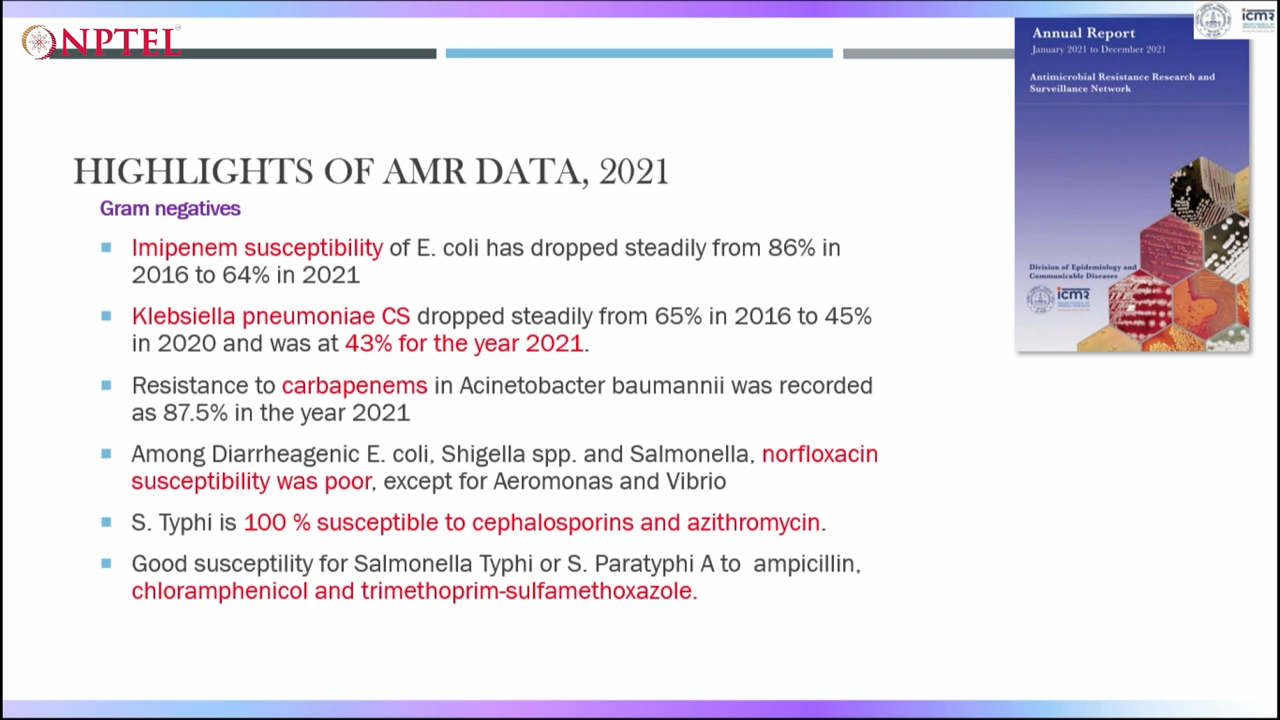 NPTEL
Annual Report
January 2021 to December 2021
Antimicrobial Resistance Research and
Surveillance Network
Division of Epidemiology and
Communicable Diseases
icmr
icmr
HIGHLIGHTS OF AMR DATA, 2021
Gram negatives
Imipenem susceptibility of E. coli has dropped steadily from 86% in
2016 to 64% in 2021
Klebsiella pneumoniae CS dropped steadily from 65% in 2016 to 45%
in 2020 and was at 43% for the year 2021.
Resistance to carbapenems in Acinetobacter baumannii was recorded
as 87.5% in the year 2021
Among Diarrheagenic E. coli, Shigella spp. and Salmonella, norfloxacin
susceptibility was poor, except for Aeromonas and Vibrio
S. Typhi is 100 % susceptible to cephalosporins and azithromycin.
Good susceptility for Salmonella Typhi or S. Paratyphi A to ampicillin,
chloramphenicol and trimethoprim-sulfamethoxazole.